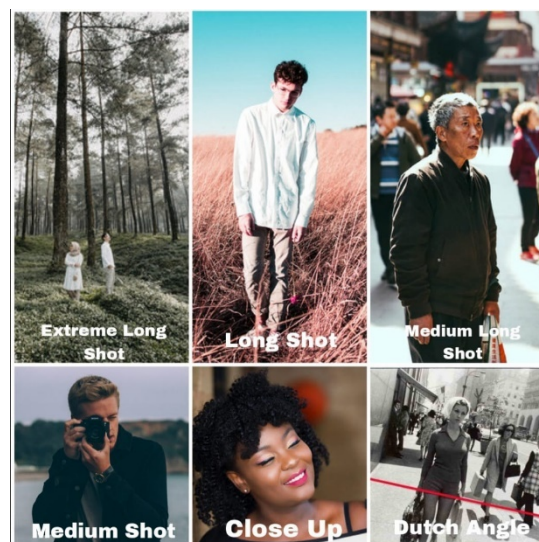 Extreme Long
Shot
Long Shot
Medium Long
Shot
Medium Shot
Close Up
Dutch Angle